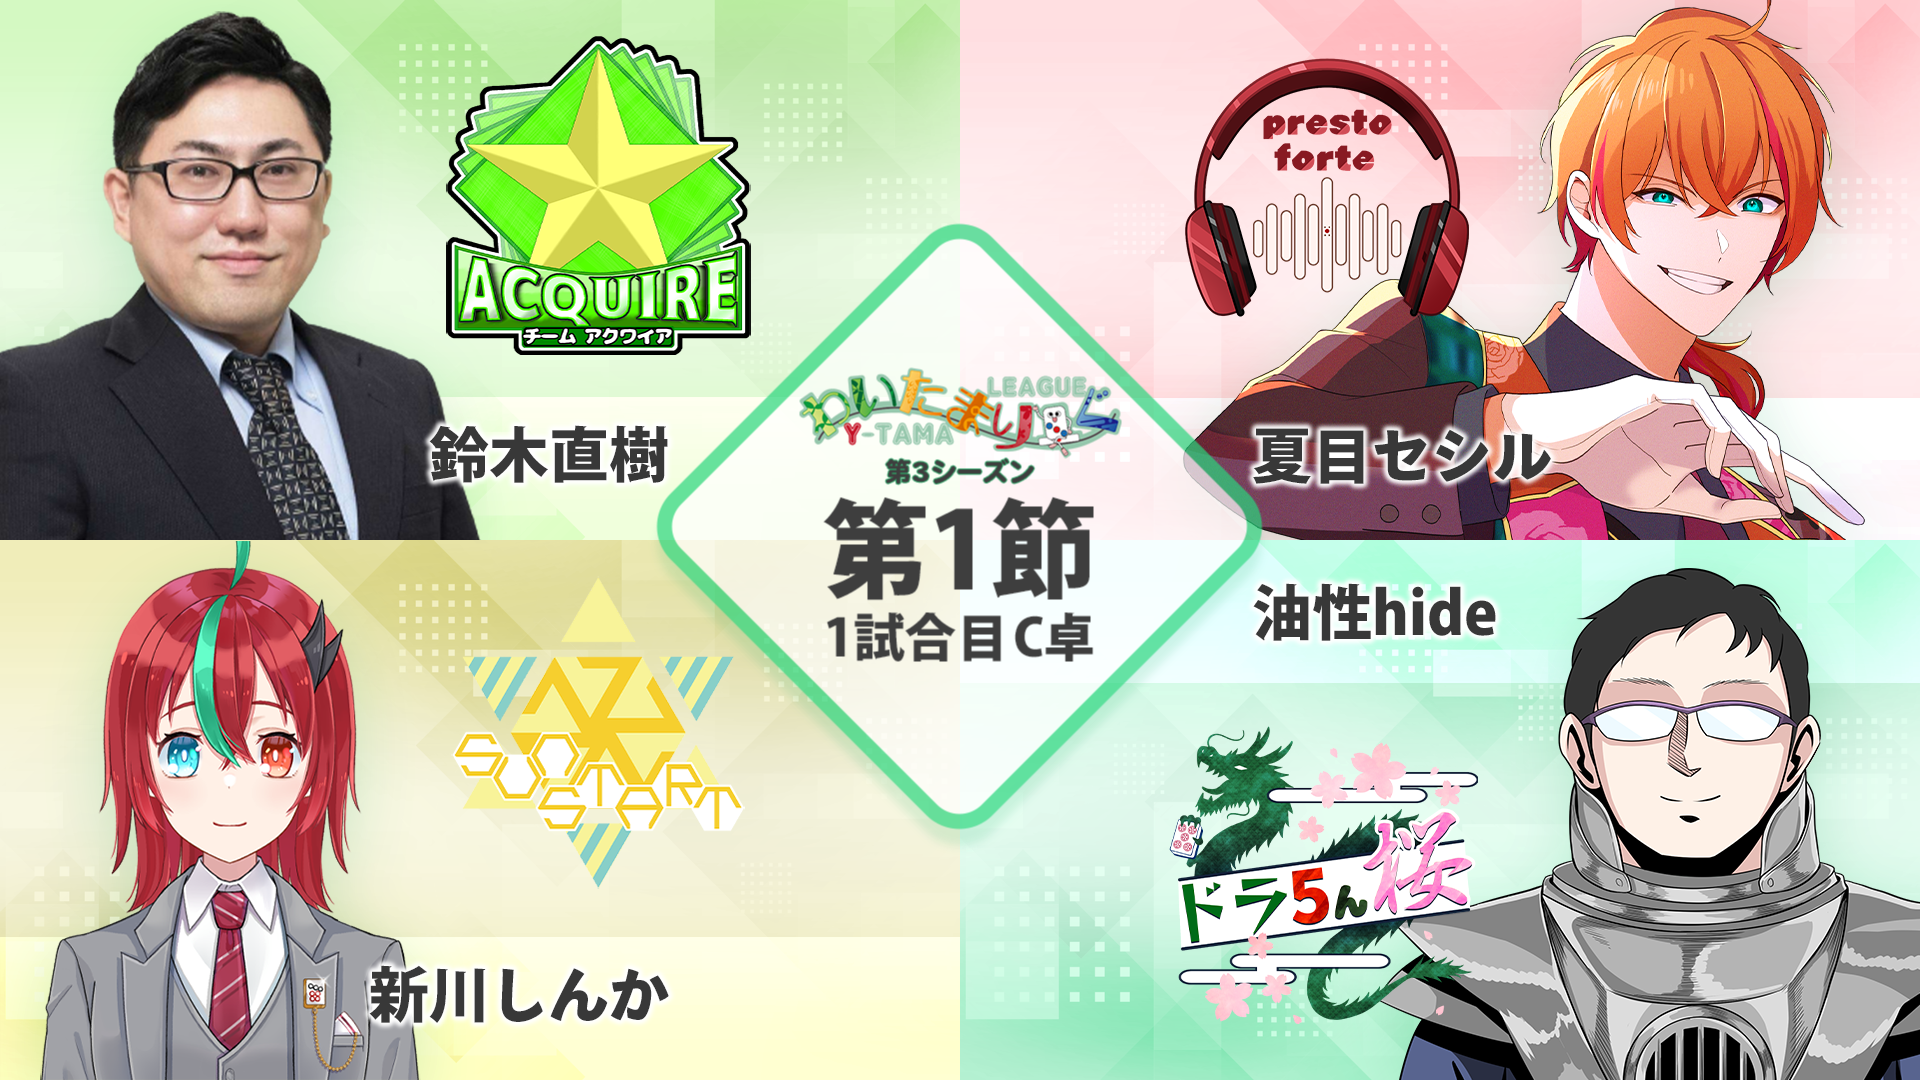 ACQUIRE
チーム アクワイア
鈴木直樹
presto
forte
夏目セシル
わいたまりーぐ
LEAGUE
Y-TAMA
第3シーズン
第1節
1試合目 C卓
SUN
START
新川しんか
油性hide
ドラ5ん桜